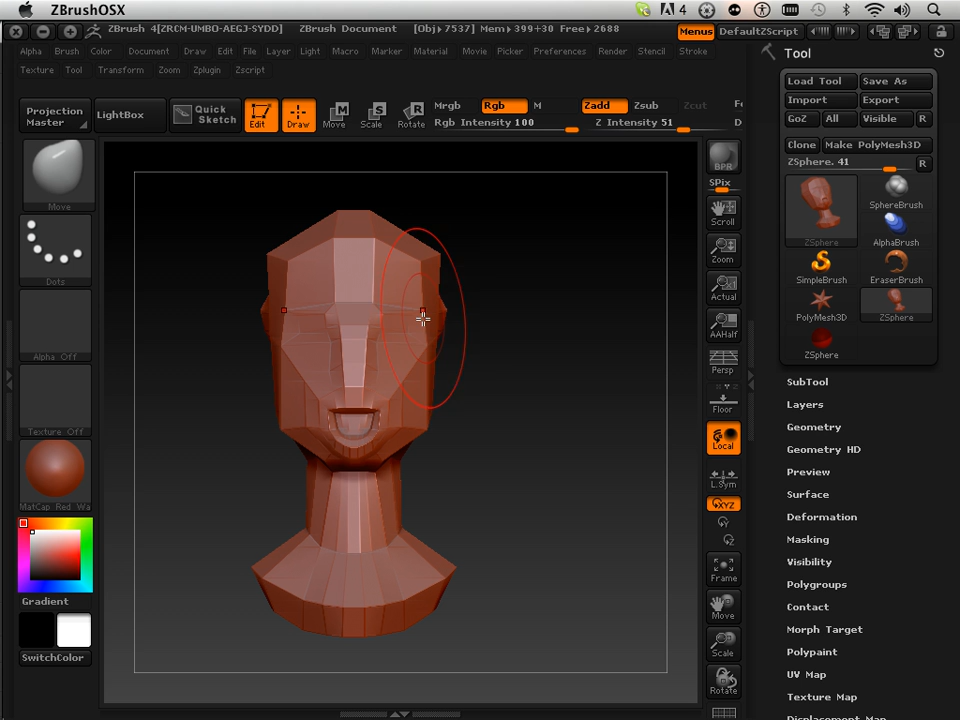 ZBrushOSX
4
ZBrush 4[ZRCM-UMBO-AEGJ-SYDD] ZBrush Document [Obj▸7537] Mem▸399+30 Free▸2688 Menus DefaultZScript
Alpha Brush Color Document Draw Edit File Layer Light Macro Marker Material Movie Picker Preferences Render Stencil Stroke
Texture Tool Transform Zoom Zplugin Zscript
Tool
Load Tool Save As
Import Export
GoZ All Visible R
Clone Make PolyMesh3D
ZSphere. 41 R
Projection Master
LightBox
Quick Sketch
Edit Draw Move Scale Rotate
Mrgb Rgb M Zadd Zsub Zcut Fo
Rgb Intensity 100 Z Intensity 51 D
Move
Dots
Alpha Off
Texture Off
MatCap Red Wa
Gradient
SwitchColor
BPR
SPix
Scroll
Zoom
Actual
AAHalf
Persp
Floor
Local
L.Sym
XYZ
Frame
Move
Scale
Rotate
ZSphere SphereBrush
AlphaBrush
SimpleBrush EraserBrush
PolyMesh3D ZSphere
ZSphere
SubTool
Layers
Geometry
Geometry HD
Preview
Surface
Deformation
Masking
Visibility
Polygroups
Contact
Morph Target
Polypaint
UV Map
Texture Map
Displacement Map